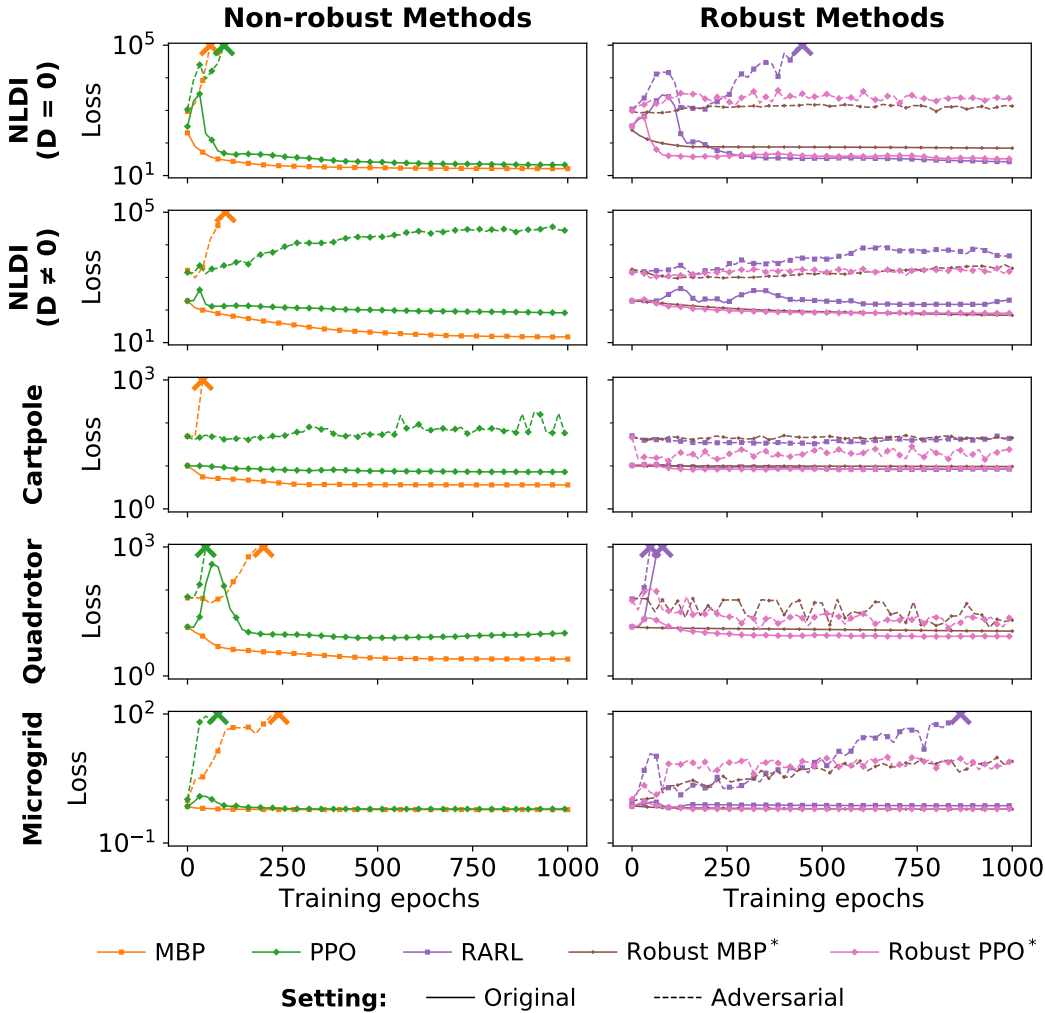 Non-robust Methods
Robust Methods
NLDI
(D = 0)
Loss
10^5
10^1
NLDI
(D ≠ 0)
Loss
10^5
10^1
Cartpole
Loss
10^3
10^0
Quadrotor
Loss
10^3
10^0
Microgrid
Loss
10^2
10^-1
0 250 500 750 1000
0 250 500 750 1000
Training epochs
Training epochs
MBP PPO RARL Robust MBP* Robust PPO*
Setting: Original Adversarial